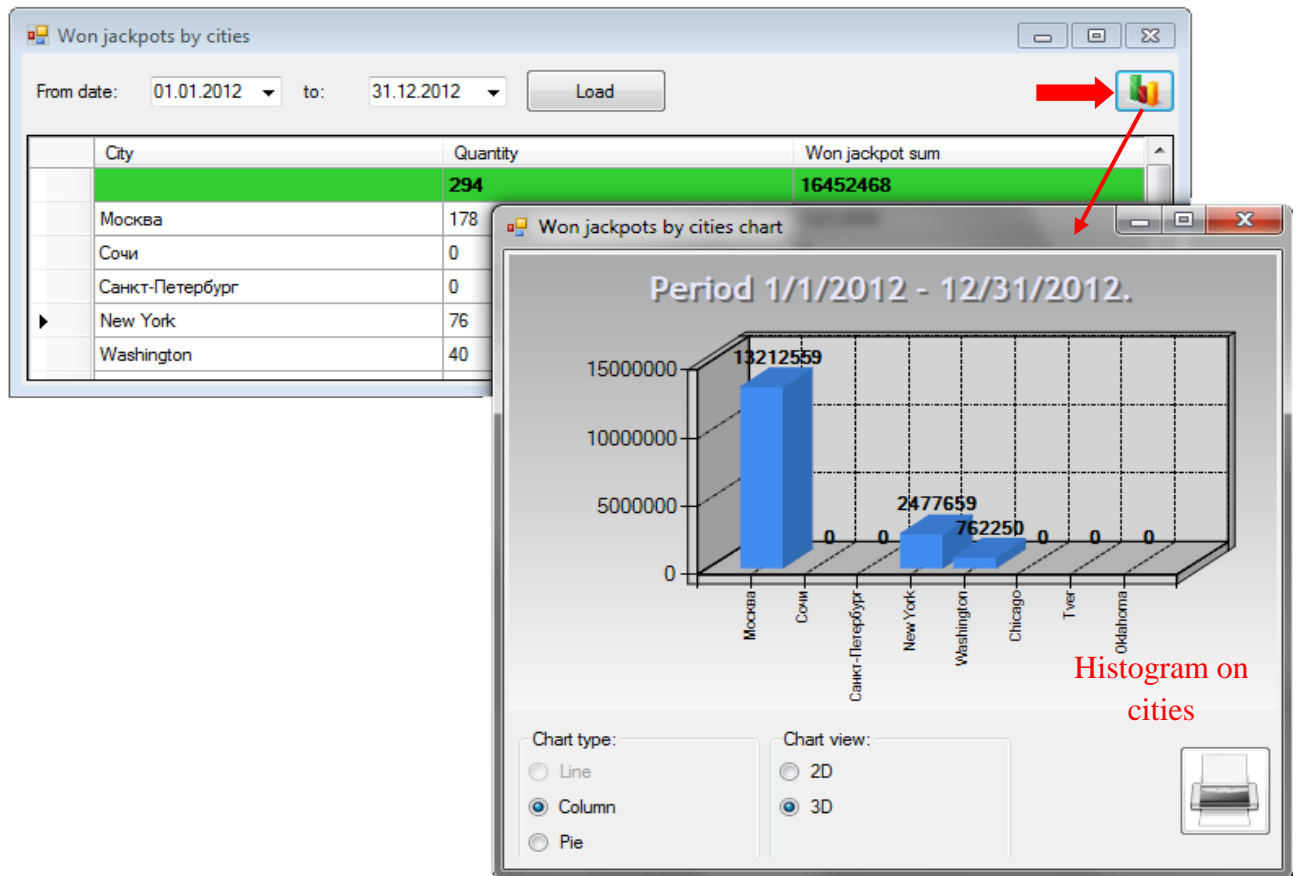 Won jackpots by cities
From date: 01.01.2012 to: 31.12.2012 Load
City Quantity Won jackpot sum
294 16452468
Москва 178
Сочи 0
Санкт-Петербург 0
New York 76
Washington 40
Won jackpots by cities chart
Period 1/1/2012 - 12/31/2012.
15000000
10000000
5000000
0
13212559
0
0
2477659
762250
0
0
0
Москва
Сочи
Санкт-Петербург
New York
Washington
Chicago
Tver
Oklahoma
Histogram on
cities
Chart type: Chart view:
Line 2D
Column 3D
Pie